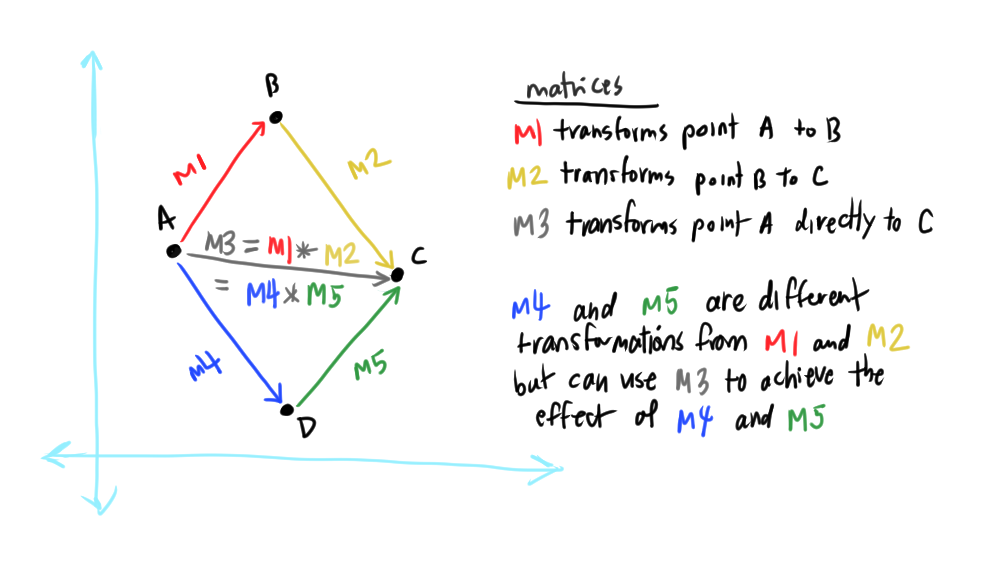 B
M1
M2
A
C
M3 = M1 * M2
= M4 * M5
M4
M5
D
matrices
M1 transforms point A to B
M2 transforms point B to C
M3 transforms point A directly to C
M4 and M5 are different
transformations from M1 and M2
but can use M3 to achieve the
effect of M4 and M5